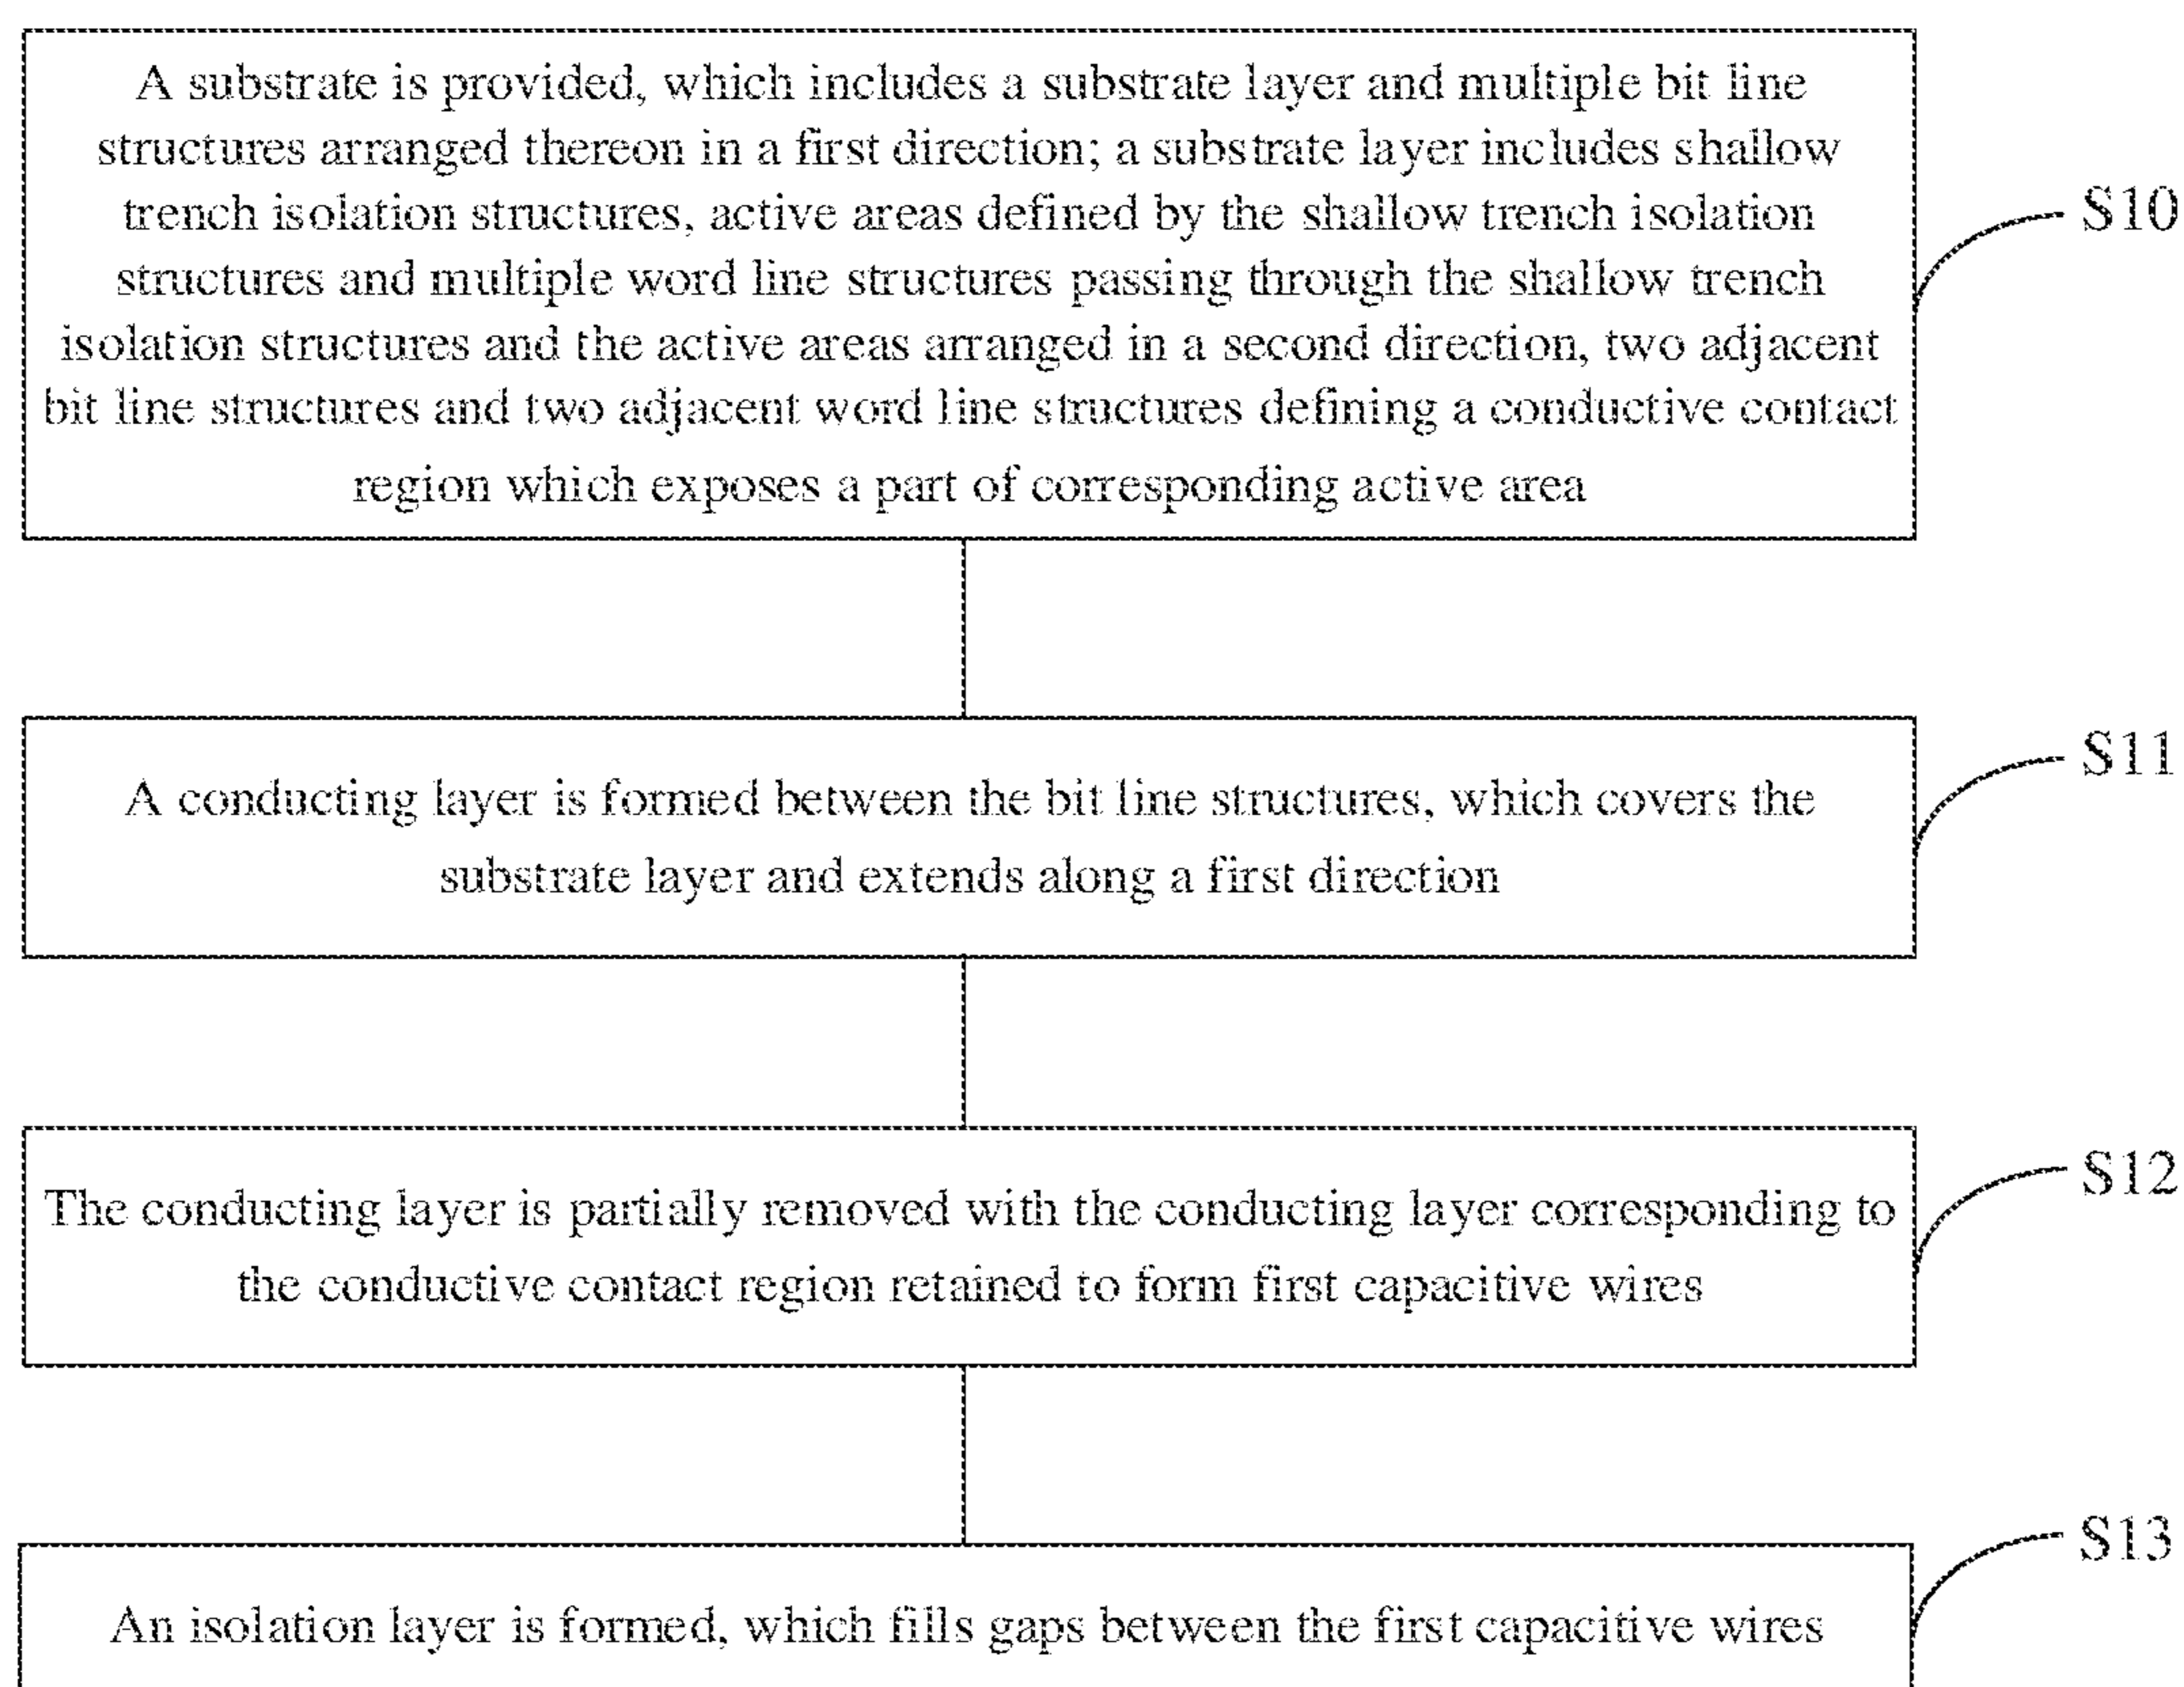 A substrate is provided, which includes a substrate layer and multiple bit line
structures arranged thereon in a first direction; a substrate layer includes shallow
trench isolation structures, active areas defined by the shallow trench isolation
structures and multiple word line structures passing through the shallow trench
isolation structures and the active areas arranged in a second direction, two adjacent
bit line structures and two adjacent word line structures defining a conductive contact
region which exposes a part of corresponding active area
S10
A conducting layer is formed between the bit line structures, which covers the
substrate layer and extends along a first direction
S11
The conducting layer is partially removed with the conducting layer corresponding to
the conductive contact region retained to form first capacitive wires
S12
An isolation layer is formed, which fills gaps between the first capacitive wires
S13